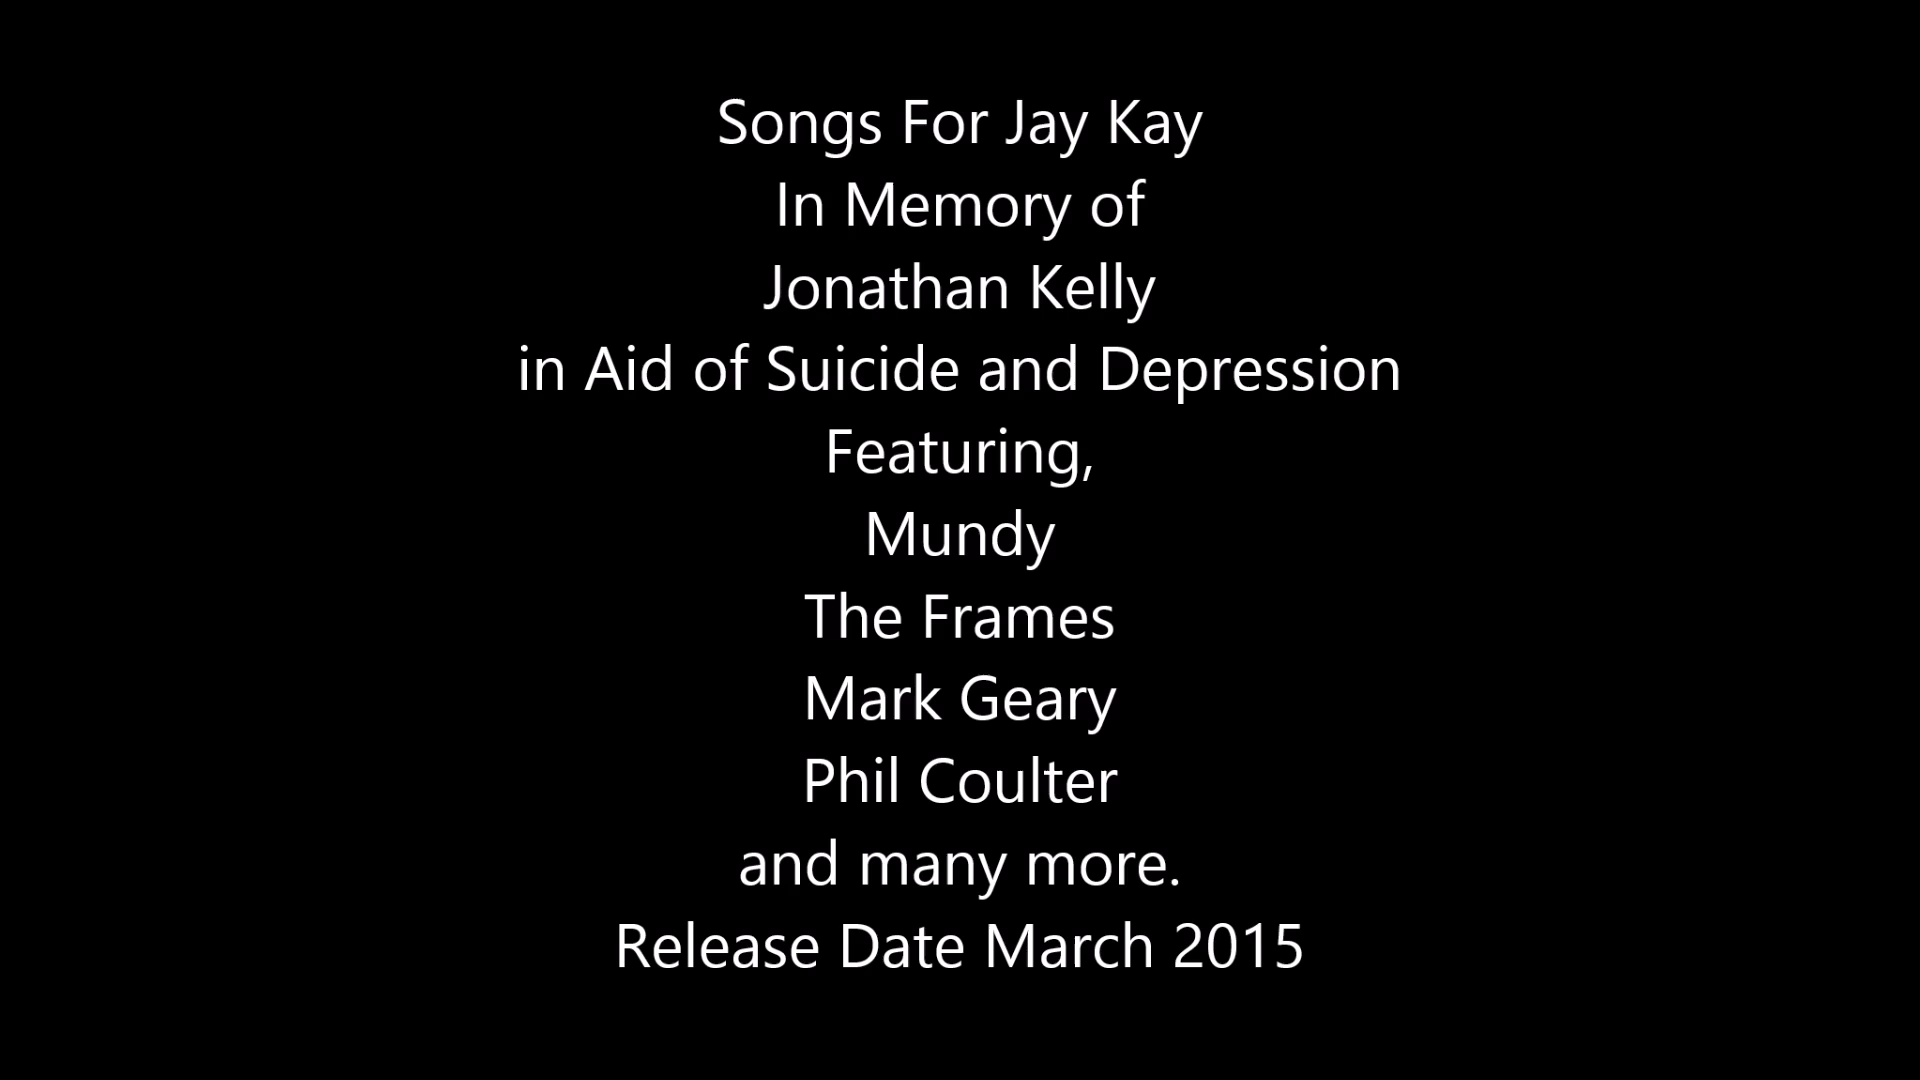 Songs For Jay Kay
In Memory of
Jonathan Kelly
in Aid of Suicide and Depression
Featuring,
Mundy
The Frames
Mark Geary
Phil Coulter
and many more.
Release Date March 2015